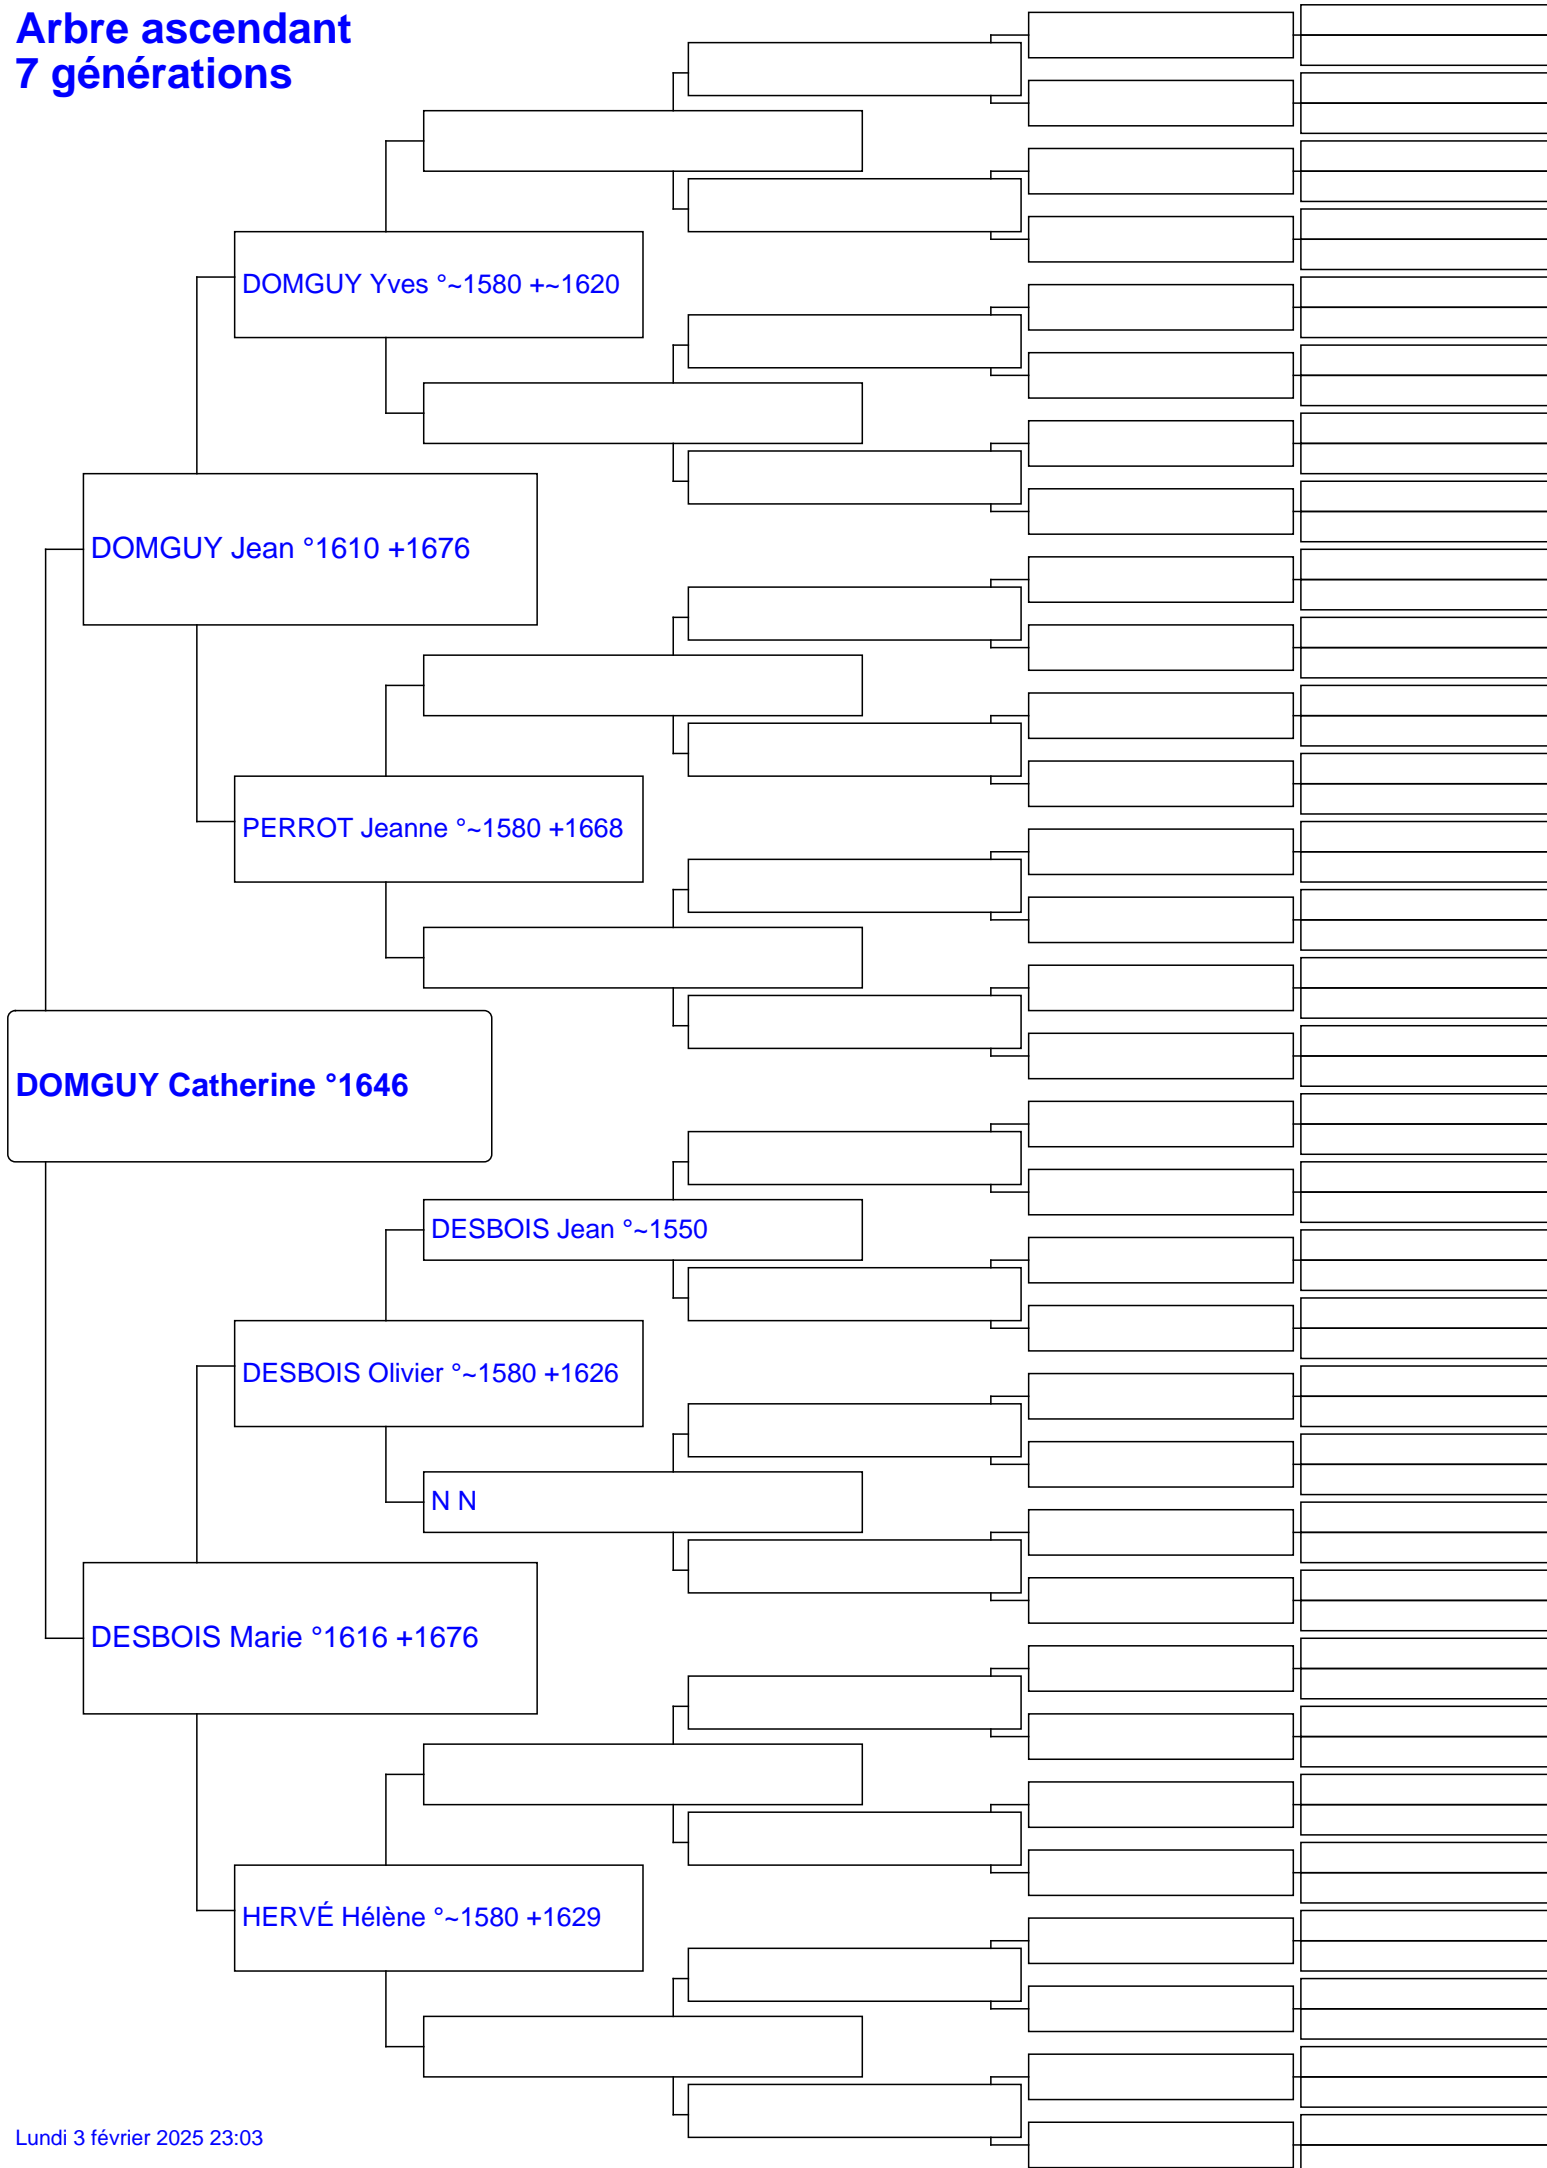 Arbre ascendant
7 générations
DOMGUY Yves °~1580 +~1620
DOMGUY Jean °1610 +1676
PERROT Jeanne °~1580 +1668
DOMGUY Catherine °1646
DESBOIS Jean °~1550
DESBOIS Olivier °~1580 +1626
N N
DESBOIS Marie °1616 +1676
HERVÉ Hélène °~1580 +1629
Lundi 3 février 2025 23:03